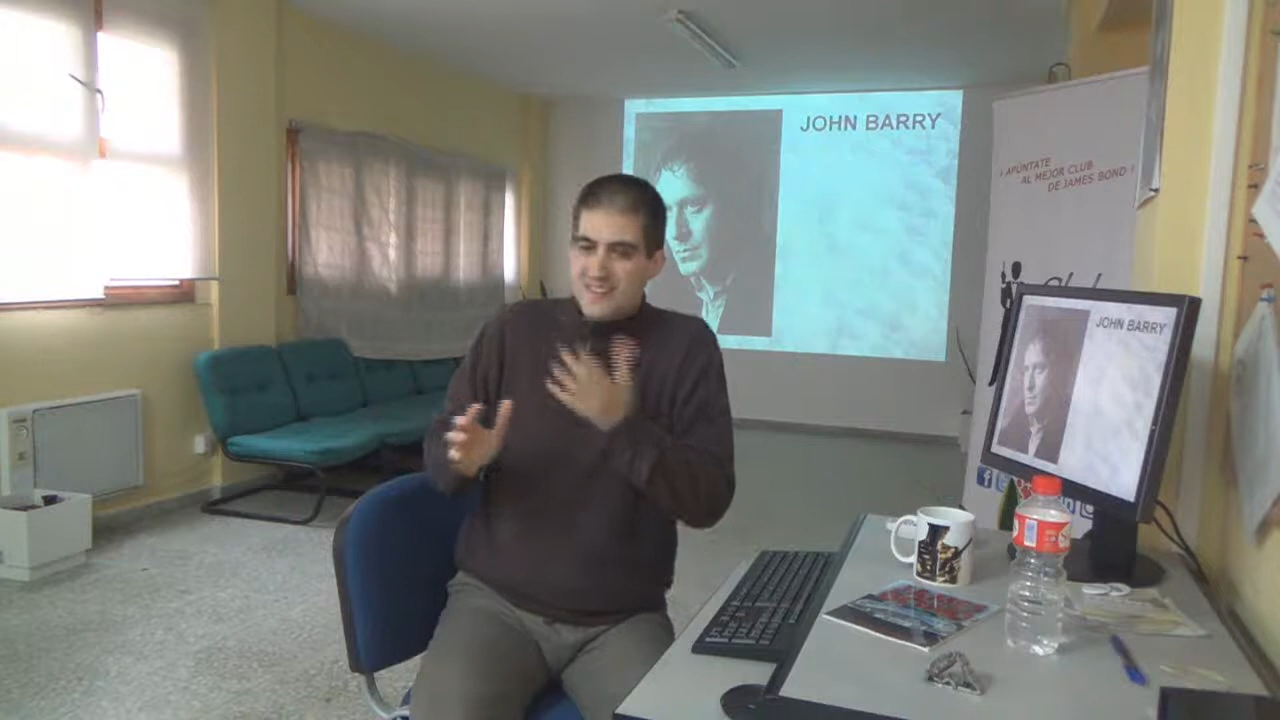 JOHN BARRY
¡ APÚNTATE
AL MEJOR CLUB
DE JAMES BOND !
JOHN BARRY